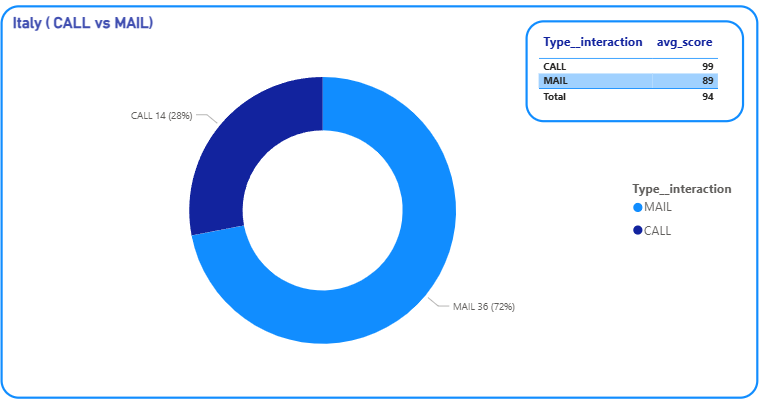 Italy ( CALL vs MAIL)
Type__interaction avg_score
CALL 99
MAIL 89
Total 94
CALL 14 (28%)
Type__interaction
MAIL
CALL
MAIL 36 (72%)